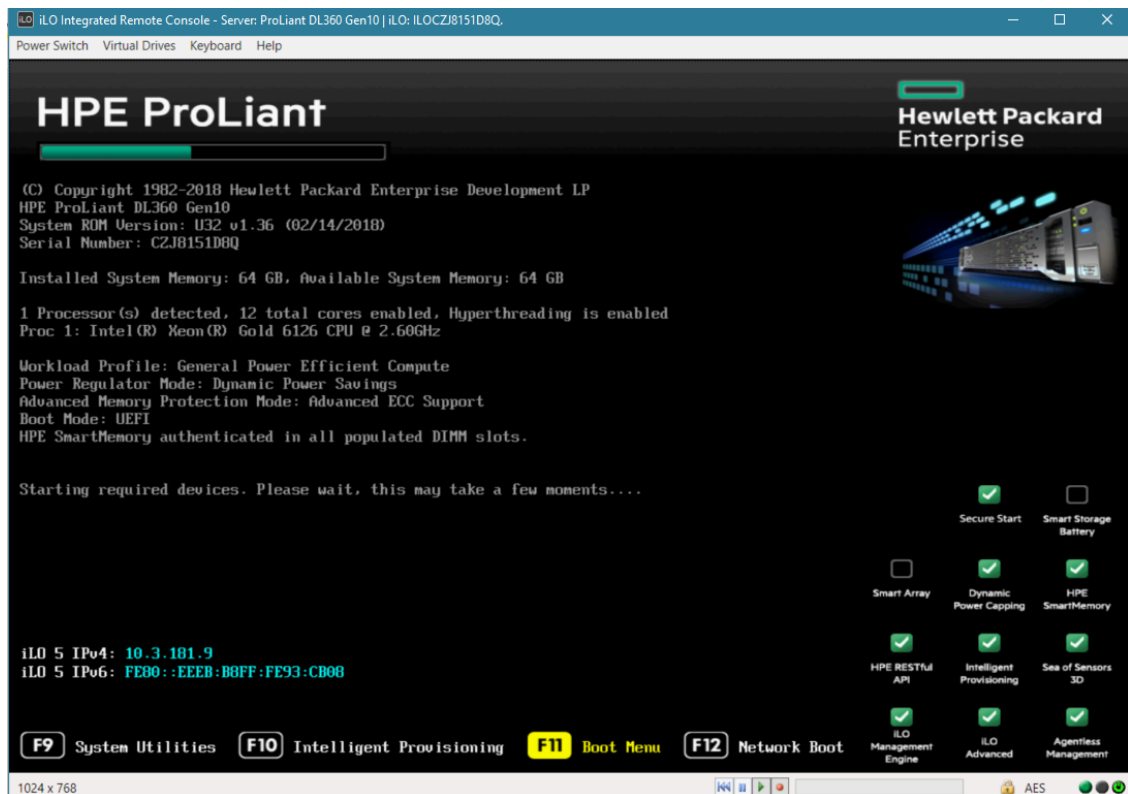 iLO Integrated Remote Console - Server: ProLiant DL360 Gen10 | iLO: ILOCZJ8151D8Q.
Power Switch Virtual Drives Keyboard Help
HPE ProLiant
Hewlett Packard
Enterprise
(C) Copyright 1982-2018 Hewlett Packard Enterprise Development LP
HPE ProLiant DL360 Gen10
System ROM Version: U32 v1.36 (02/14/2018)
Serial Number: CZJ8151D8Q
Installed System Memory: 64 GB, Available System Memory: 64 GB
1 Processor(s) detected, 12 total cores enabled, Hyperthreading is enabled
Proc 1: Intel(R) Xeon(R) Gold 6126 CPU @ 2.60GHz
Workload Profile: General Power Efficient Compute
Power Regulator Mode: Dynamic Power Savings
Advanced Memory Protection Mode: Advanced ECC Support
Boot Mode: UEFI
HPE SmartMemory authenticated in all populated DIMM slots.
Starting required devices. Please wait, this may take a few moments....
Secure Start
Smart Storage
Battery
Smart Array
Dynamic
Power Capping
HPE
SmartMemory
iLO 5 IPv4: 10.3.181.9
iLO 5 IPv6: FE80::EEEB:B8FF:FE93:CB08
HPE RESTful
API
Intelligent
Provisioning
Sea of Sensors
3D
iLO
Management
Engine
iLO
Advanced
Agentless
Management
F9 System Utilities F10 Intelligent Provisioning F11 Boot Menu F12 Network Boot
1024 x 768
AES